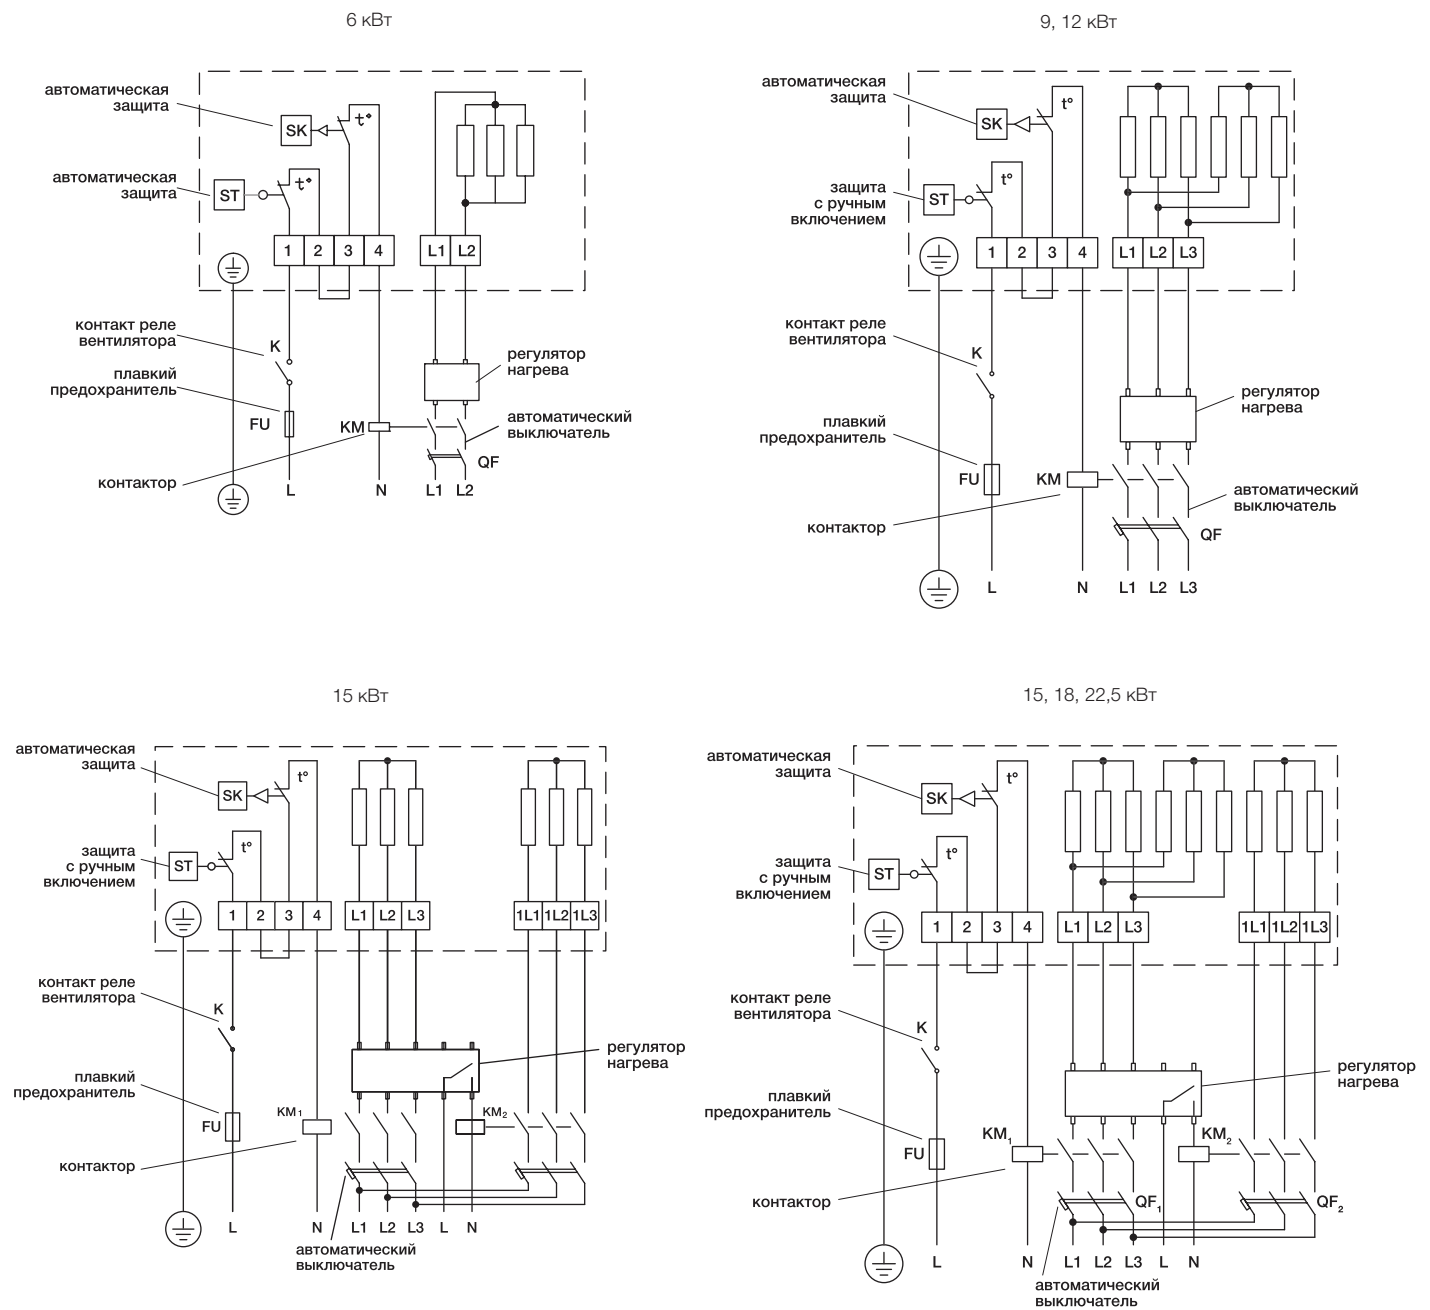 6 кВт
автоматическая
защита
SK
t°
автоматическая
защита
ST
t°
1 2 3 4 L1 L2
контакт реле
вентилятора
K
плавкий
предохранитель
FU
KM
контактор
регулятор
нагрева
автоматический
выключатель
QF
L N L1 L2
9, 12 кВт
автоматическая
защита
SK
t°
защита
с ручным
включением
ST
t°
1 2 3 4 L1 L2 L3
контакт реле
вентилятора
K
регулятор
нагрева
плавкий
предохранитель
FU
KM
автоматический
выключатель
контактор
QF
L N L1 L2 L3
15 кВт
автоматическая
защита
SK
t°
защита
с ручным
включением
ST
t°
1 2 3 4 L1 L2 L3 1L1 1L2 1L3
контакт реле
вентилятора
K
регулятор
нагрева
плавкий
предохранитель
FU
KM1
KM2
контактор
L N L1 L2 L3 L N
автоматический
выключатель
15, 18, 22,5 кВт
автоматическая
защита
SK
t°
защита
с ручным
включением
ST
t°
1 2 3 4 L1 L2 L3 1L1 1L2 1L3
контакт реле
вентилятора
K
регулятор
нагрева
плавкий
предохранитель
FU
KM1
KM2
контактор
QF1
QF2
L N L1 L2 L3 L N
автоматический
выключатель